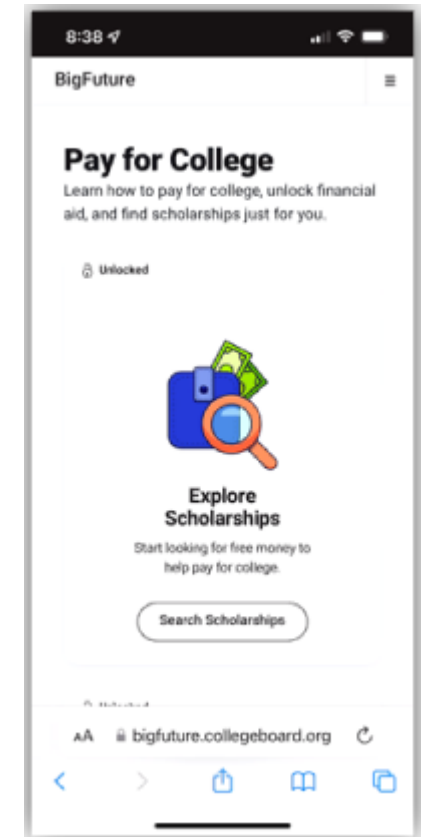 8:38
BigFuture
Pay for College
Learn how to pay for college, unlock financial
aid, and find scholarships just for you.
Unlocked
Explore
Scholarships
Start looking for free money to
help pay for college.
Search Scholarships
Unlocked
AA bigfuture.collegeboard.org